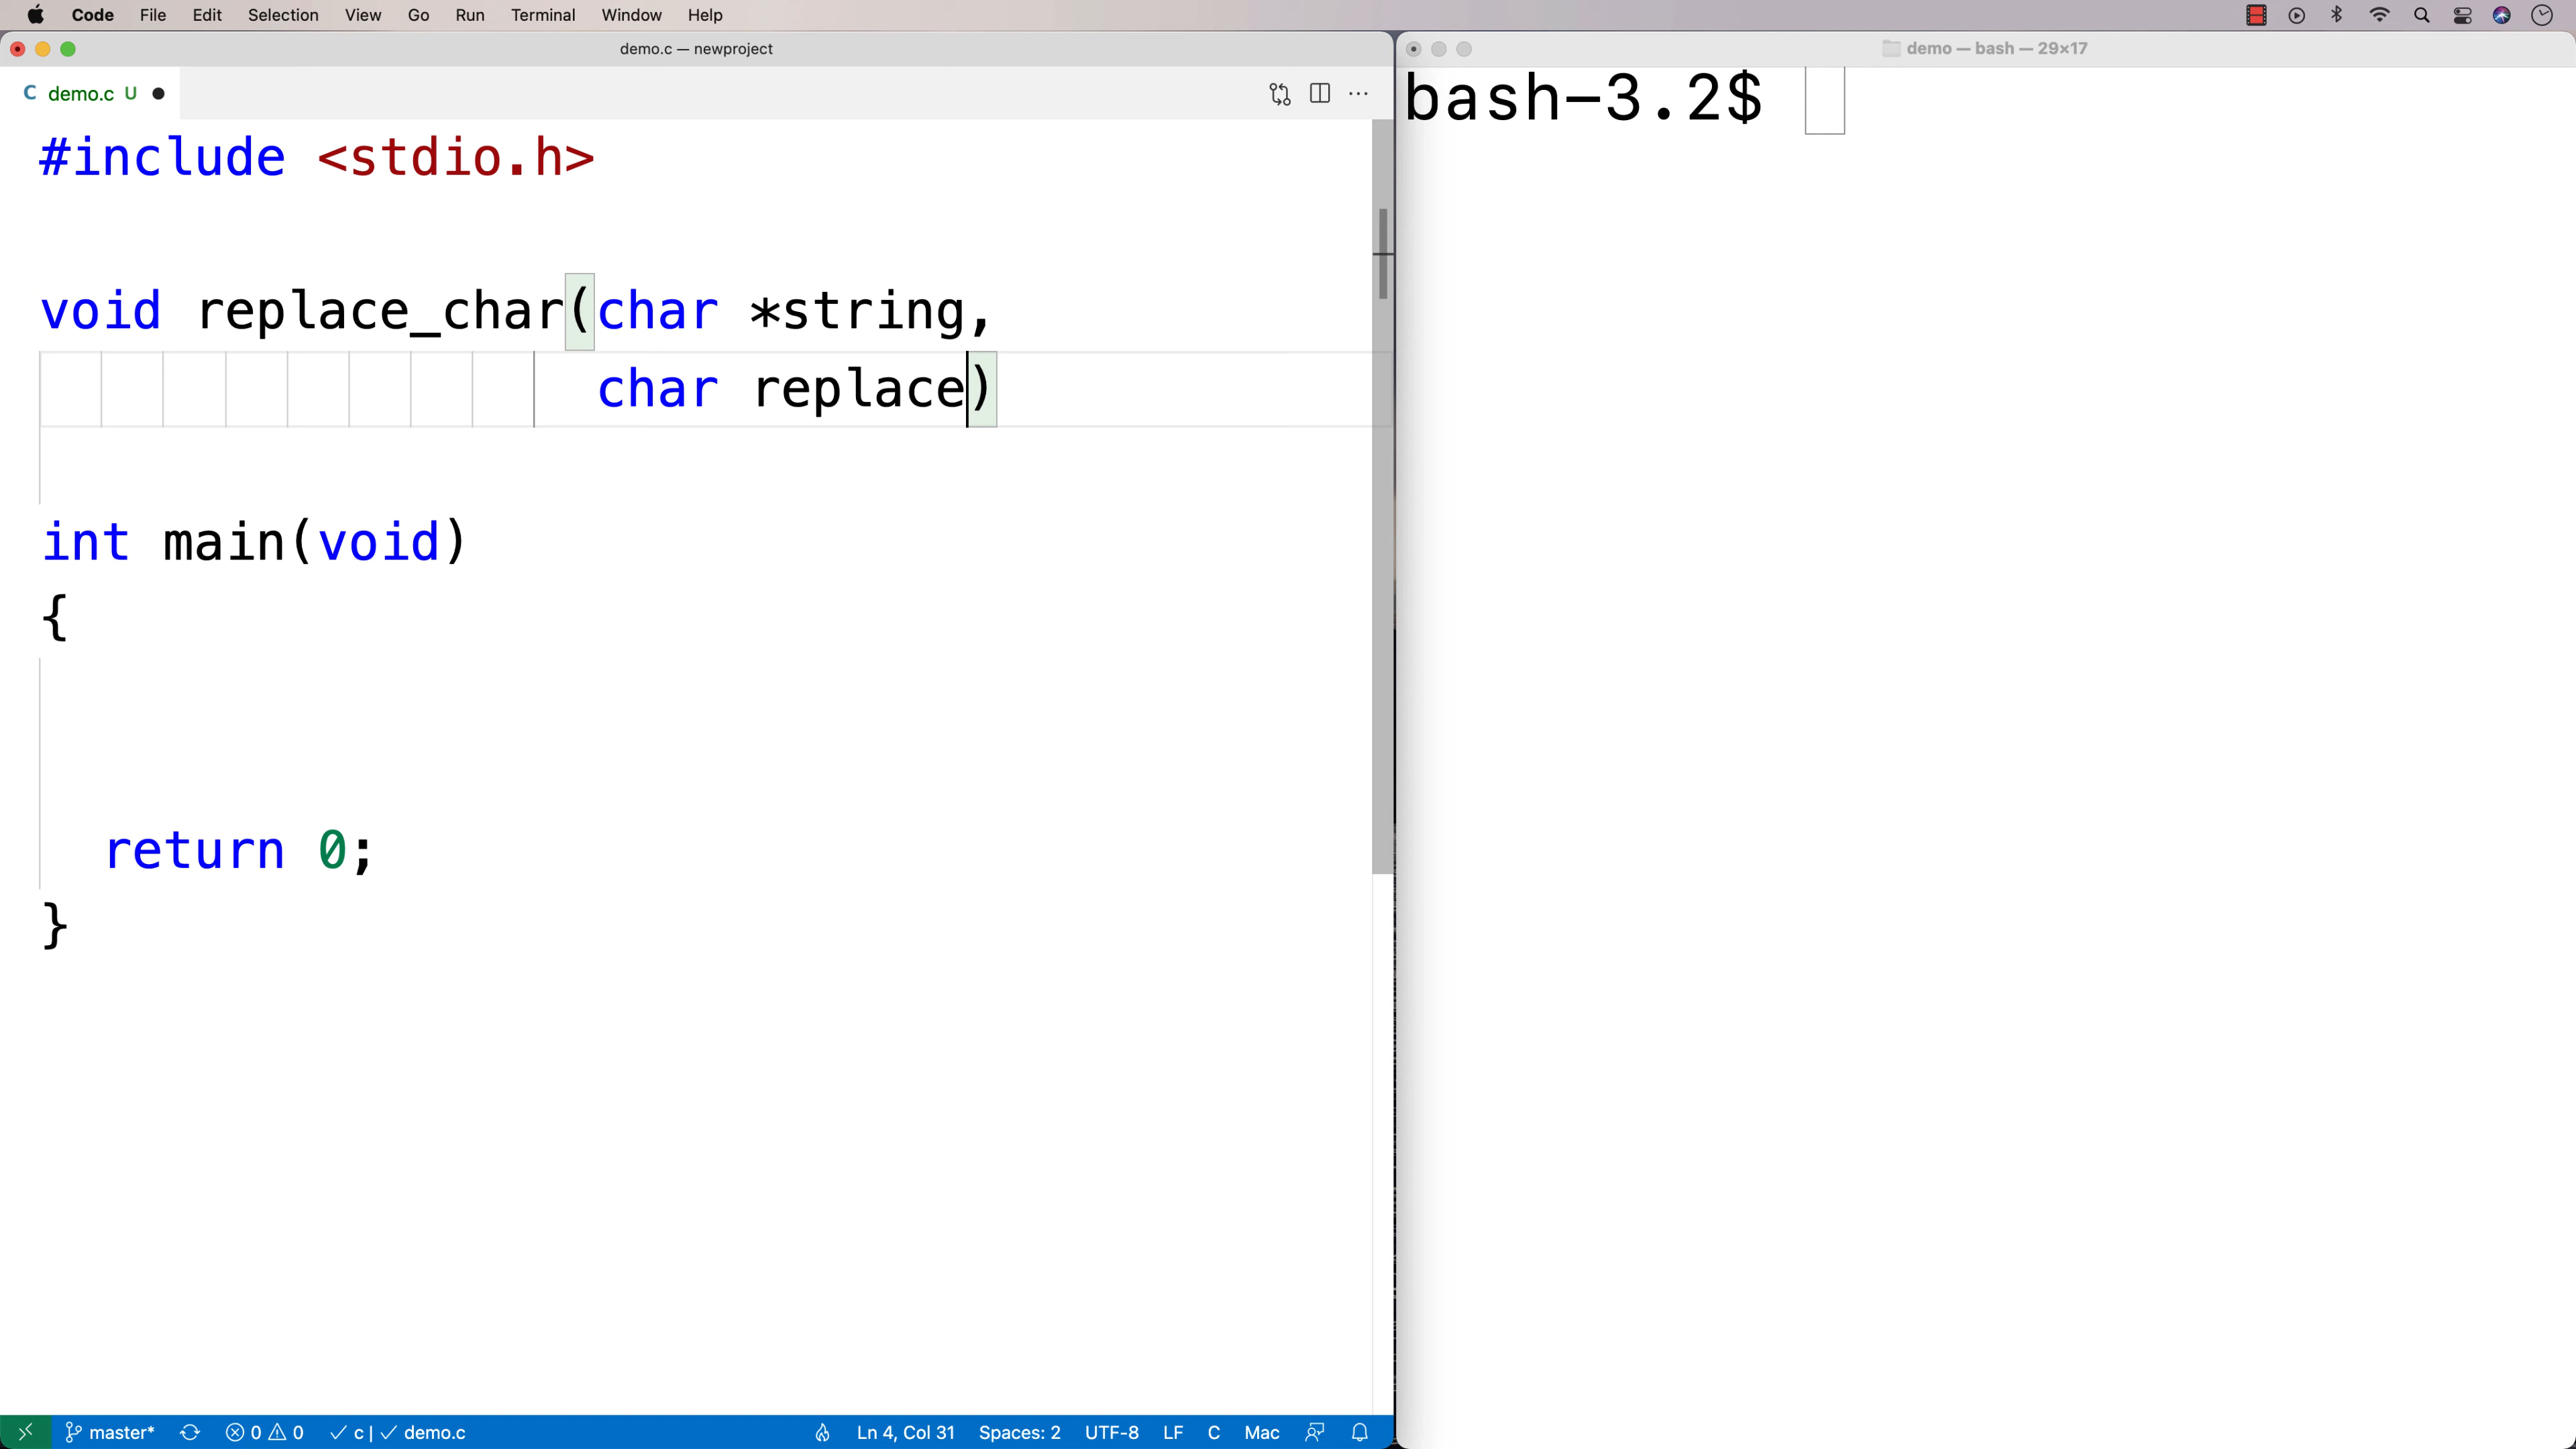 Code File Edit Selection View Go Run Terminal Window Help
demo.c — newproject
C demo.c U
#include <stdio.h>
void replace_char(char *string,
char replace)
int main(void)
{
return 0;
}
master* 0 0 c | demo.c Ln 4, Col 31 Spaces: 2 UTF-8 LF C Mac
demo — bash — 29×17
bash-3.2$